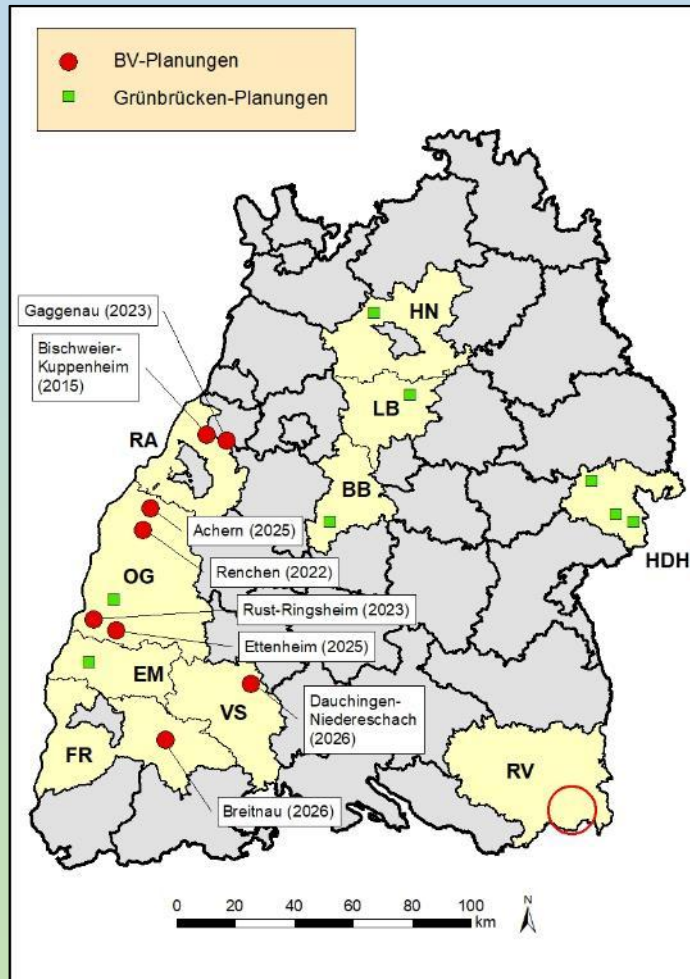 BV-Planungen
Grünbrücken-Planungen
Gaggenau (2023)
Bischweier-
Kuppenheim
(2015)
HN
LB
RA
BB
Achern (2025)
Renchen (2022)
HDH
OG
Rust-Ringsheim (2023)
Ettenheim (2025)
EM
VS
Dauchingen-
Niedereschach
(2026)
FR
RV
Breitnau (2026)
0 20 40 60 80 100
km
N